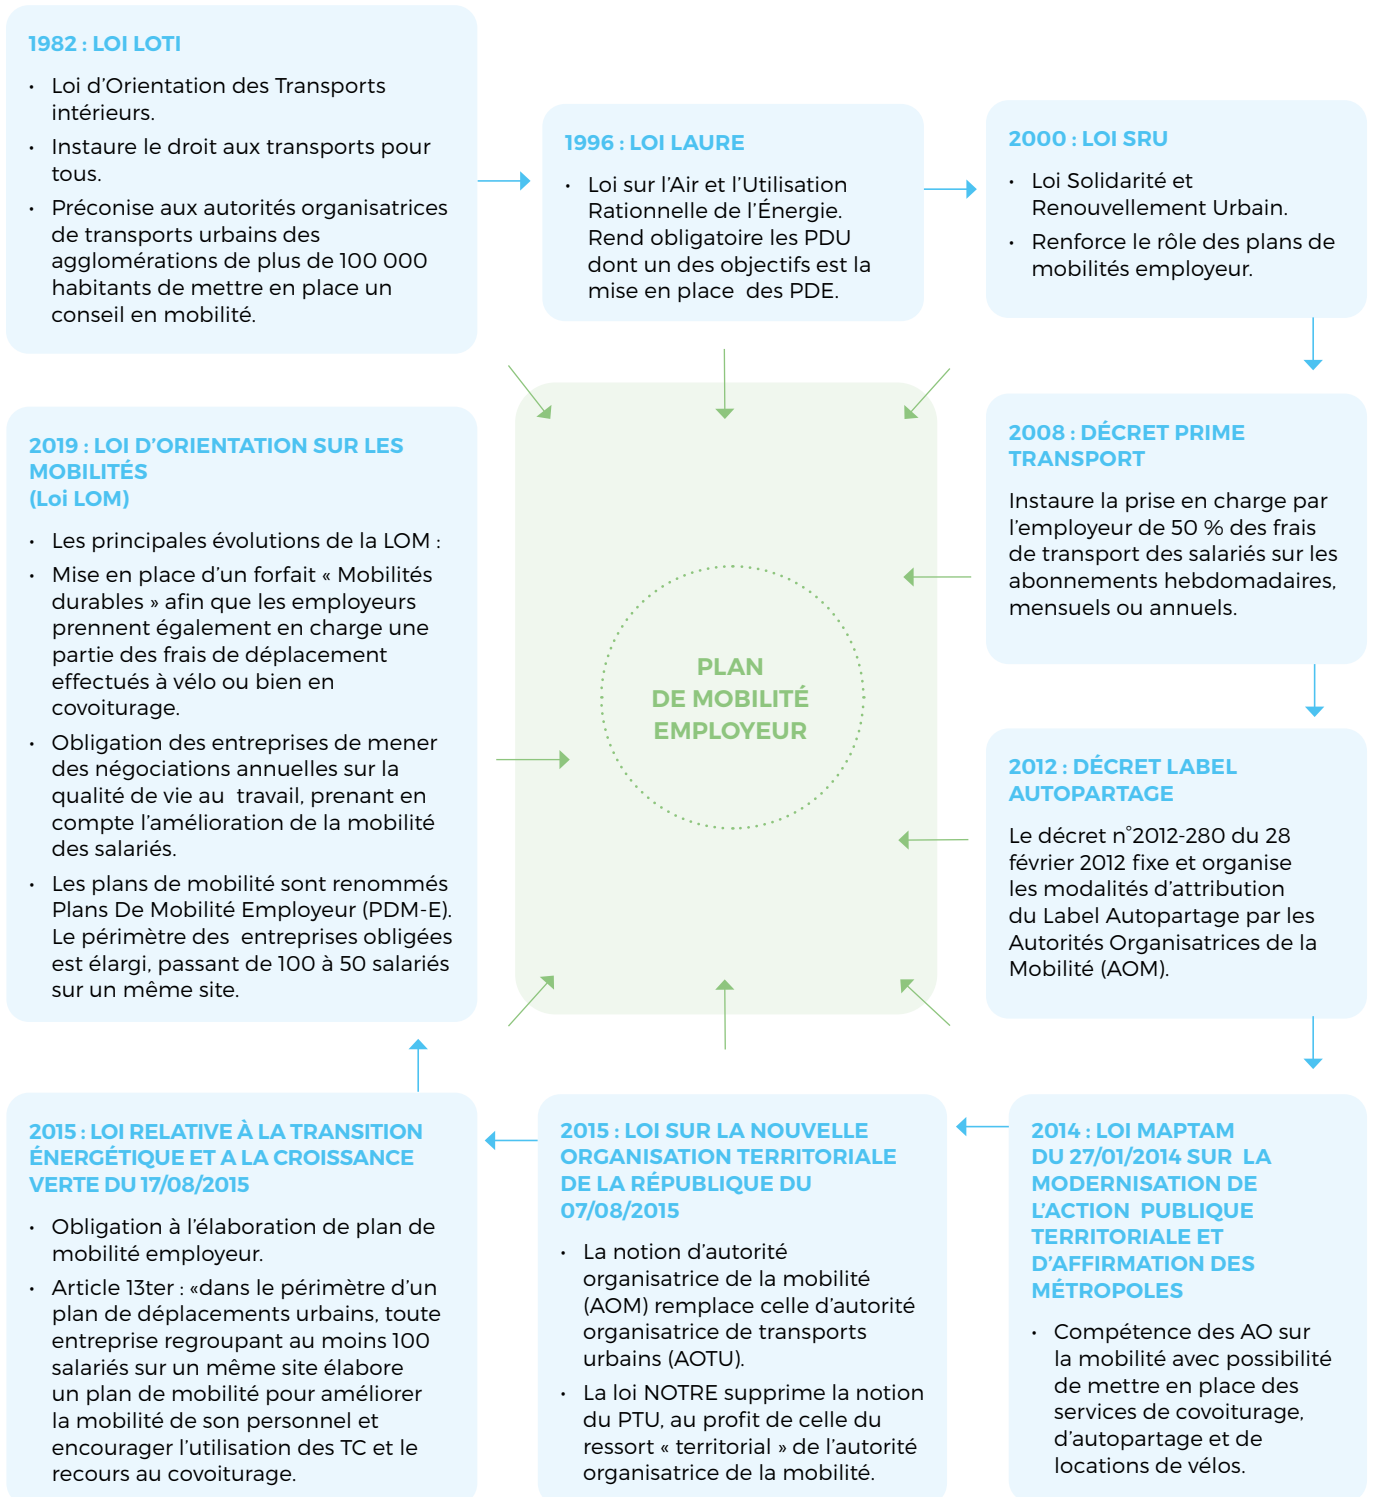 1982 : LOI LOTI
• Loi d’Orientation des Transports
intérieurs.
• Instaure le droit aux transports pour
tous.
• Préconise aux autorités organisatrices
de transports urbains des
agglomérations de plus de 100 000
habitants de mettre en place un
conseil en mobilité.
1996 : LOI LAURE
• Loi sur l’Air et l’Utilisation
Rationnelle de l’Énergie.
Rend obligatoire les PDU
dont un des objectifs est la
mise en place des PDE.
2000 : LOI SRU
• Loi Solidarité et
Renouvellement Urbain.
• Renforce le rôle des plans de
mobilités employeur.
2008 : DÉCRET PRIME
TRANSPORT
Instaure la prise en charge par
l’employeur de 50 % des frais
de transport des salariés sur les
abonnements hebdomadaires,
mensuels ou annuels.
2012 : DÉCRET LABEL
AUTOPARTAGE
Le décret n°2012-280 du 28
février 2012 fixe et organise
les modalités d’attribution
du Label Autopartage par les
Autorités Organisatrices de la
Mobilité (AOM).
2014 : LOI MAPTAM
DU 27/01/2014 SUR LA
MODERNISATION DE
L’ACTION PUBLIQUE
TERRITORIALE ET
D’AFFIRMATION DES
MÉTROPOLES
• Compétence des AO sur
la mobilité avec possibilité
de mettre en place des
services de covoiturage,
d’autopartage et de
locations de vélos.
2015 : LOI SUR LA NOUVELLE
ORGANISATION TERRITORIALE
DE LA RÉPUBLIQUE DU
07/08/2015
• La notion d’autorité
organisatrice de la mobilité
(AOM) remplace celle d’autorité
organisatrice de transports
urbains (AOTU).
• La loi NOTRE supprime la notion
du PTU, au profit de celle du
ressort « territorial » de l’autorité
organisatrice de la mobilité.
2015 : LOI RELATIVE À LA TRANSITION
ÉNERGÉTIQUE ET A LA CROISSANCE
VERTE DU 17/08/2015
• Obligation à l’élaboration de plan de
mobilité employeur.
• Article 13ter : «dans le périmètre d’un
plan de déplacements urbains, toute
entreprise regroupant au moins 100
salariés sur un même site élabore
un plan de mobilité pour améliorer
la mobilité de son personnel et
encourager l’utilisation des TC et le
recours au covoiturage.
2019 : LOI D’ORIENTATION SUR LES
MOBILITÉS
(Loi LOM)
• Les principales évolutions de la LOM :
• Mise en place d’un forfait « Mobilités
durables » afin que les employeurs
prennent également en charge une
partie des frais de déplacement
effectués à vélo ou bien en
covoiturage.
• Obligation des entreprises de mener
des négociations annuelles sur la
qualité de vie au travail, prenant en
compte l’amélioration de la mobilité
des salariés.
• Les plans de mobilité sont renommés
Plans De Mobilité Employeur (PDM-E).
Le périmètre des entreprises obligées
est élargi, passant de 100 à 50 salariés
sur un même site.
PLAN
DE MOBILITÉ
EMPLOYEUR